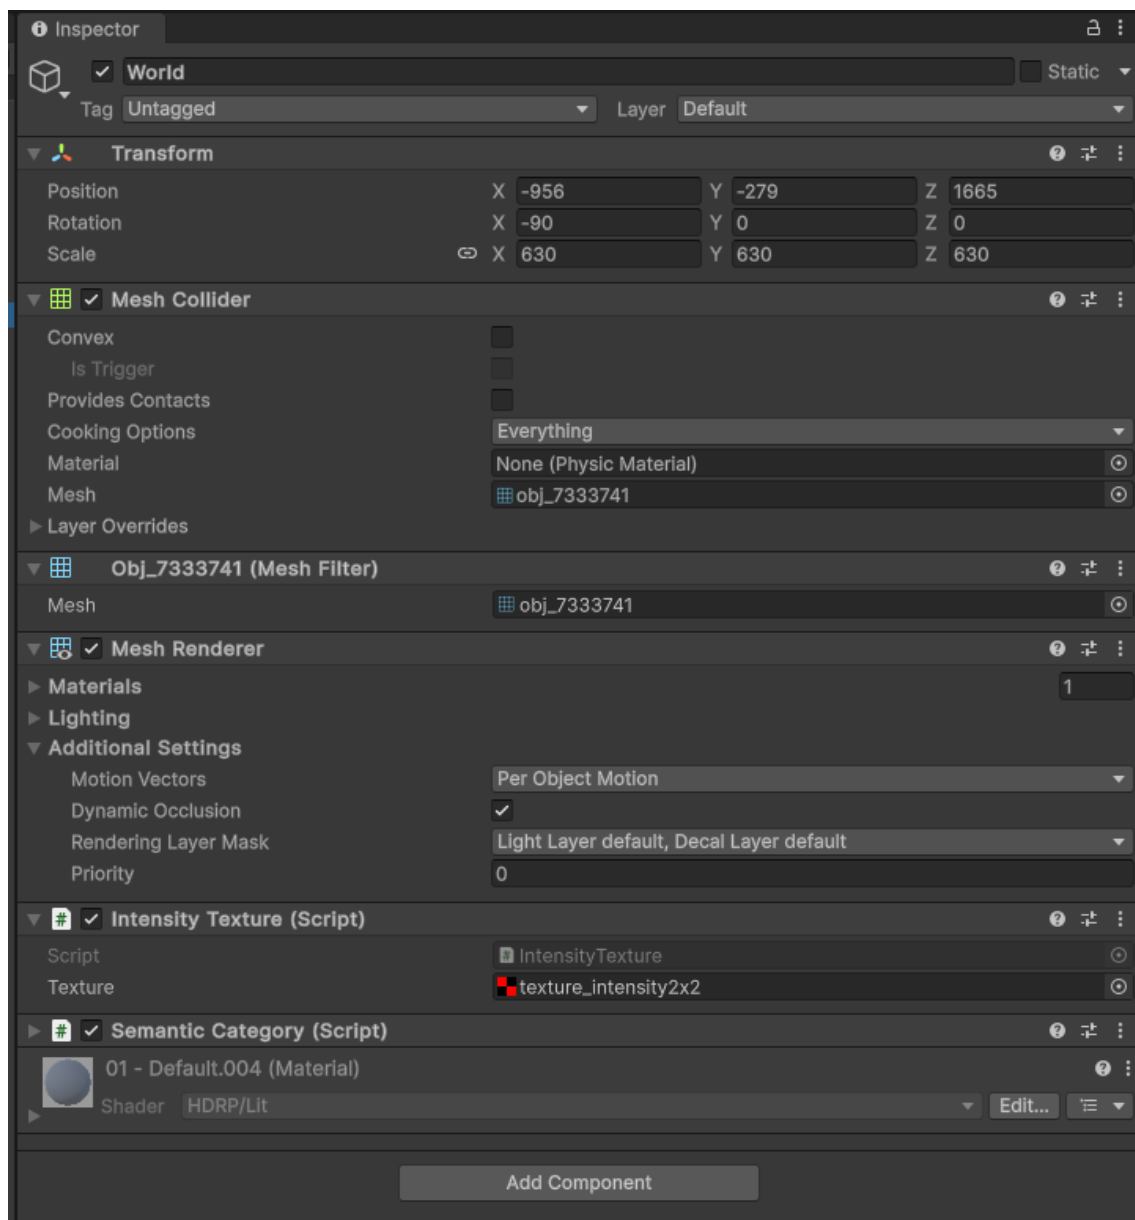 Inspector
World Static
Tag Untagged Layer Default
Transform
Position X -956 Y -279 Z 1665
Rotation X -90 Y 0 Z 0
Scale X 630 Y 630 Z 630
Mesh Collider
Convex
Is Trigger
Provides Contacts
Cooking Options Everything
Material None (Physic Material)
Mesh obj_7333741
Layer Overrides
Obj_7333741 (Mesh Filter)
Mesh obj_7333741
Mesh Renderer
Materials 1
Lighting
Additional Settings
Motion Vectors Per Object Motion
Dynamic Occlusion
Rendering Layer Mask Light Layer default, Decal Layer default
Priority 0
# Intensity Texture (Script)
Script # IntensityTexture
Texture texture_intensity2x2
# Semantic Category (Script)
01 - Default.004 (Material)
Shader HDRP/Lit Edit...
Add Component